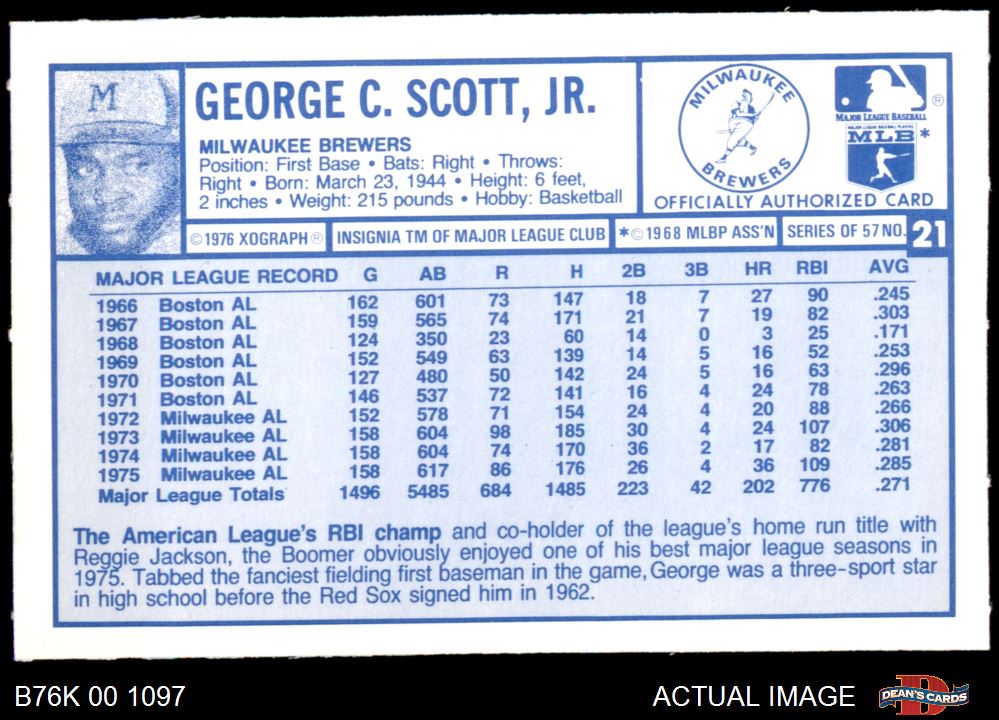 M
GEORGE C. SCOTT, JR.
MILWAUKEE BREWERS
Position: First Base • Bats: Right • Throws:
Right • Born: March 23, 1944 • Height: 6 feet,
2 inches • Weight: 215 pounds • Hobby: Basketball
MILWAUKEE
BREWERS
®
MAJOR LEAGUE BASEBALL
MAJOR LEAGUE BASEBALL PLAYERS
MLB *
OFFICIALLY AUTHORIZED CARD
© 1976 XOGRAPH ® INSIGNIA TM OF MAJOR LEAGUE CLUB * © 1968 MLBP ASS'N SERIES OF 57 NO. 21
MAJOR LEAGUE RECORD G AB R H 2B 3B HR RBI AVG
1966 Boston AL 162 601 73 147 18 7 27 90 .245
1967 Boston AL 159 565 74 171 21 7 19 82 .303
1968 Boston AL 124 350 23 60 14 0 3 25 .171
1969 Boston AL 152 549 63 139 14 5 16 52 .253
1970 Boston AL 127 480 50 142 24 5 16 63 .296
1971 Boston AL 146 537 72 141 16 4 24 78 .263
1972 Milwaukee AL 152 578 71 154 24 4 20 88 .266
1973 Milwaukee AL 158 604 98 185 30 4 24 107 .306
1974 Milwaukee AL 158 604 74 170 36 2 17 82 .281
1975 Milwaukee AL 158 617 86 176 26 4 36 109 .285
Major League Totals 1496 5485 684 1485 223 42 202 776 .271
The American League's RBI champ and co-holder of the league's home run title with
Reggie Jackson, the Boomer obviously enjoyed one of his best major league seasons in
1975. Tabbed the fanciest fielding first baseman in the game, George was a three-sport star
in high school before the Red Sox signed him in 1962.
B76K 00 1097
ACTUAL IMAGE
D
DEAN'S CARDS